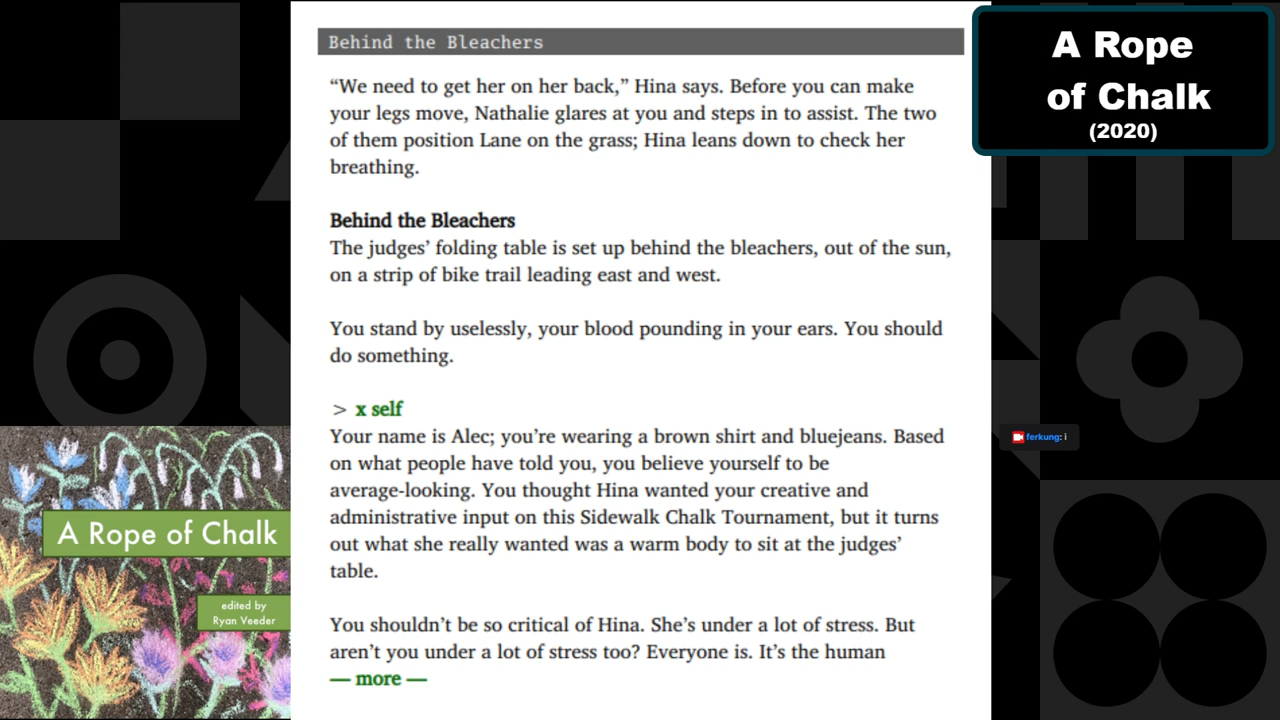 Behind the Bleachers
“We need to get her on her back,” Hina says. Before you can make
your legs move, Nathalie glares at you and steps in to assist. The two
of them position Lane on the grass; Hina leans down to check her
breathing.
Behind the Bleachers
The judges’ folding table is set up behind the bleachers, out of the sun,
on a strip of bike trail leading east and west.
You stand by uselessly, your blood pounding in your ears. You should
do something.
> x self
Your name is Alec; you’re wearing a brown shirt and bluejeans. Based
on what people have told you, you believe yourself to be
average-looking. You thought Hina wanted your creative and
administrative input on this Sidewalk Chalk Tournament, but it turns
out what she really wanted was a warm body to sit at the judges’
table.
You shouldn’t be so critical of Hina. She’s under a lot of stress. But
aren’t you under a lot of stress too? Everyone is. It’s the human
— more —
A Rope
of Chalk
(2020)
ferkung: i
A Rope of Chalk
edited by
Ryan Veeder